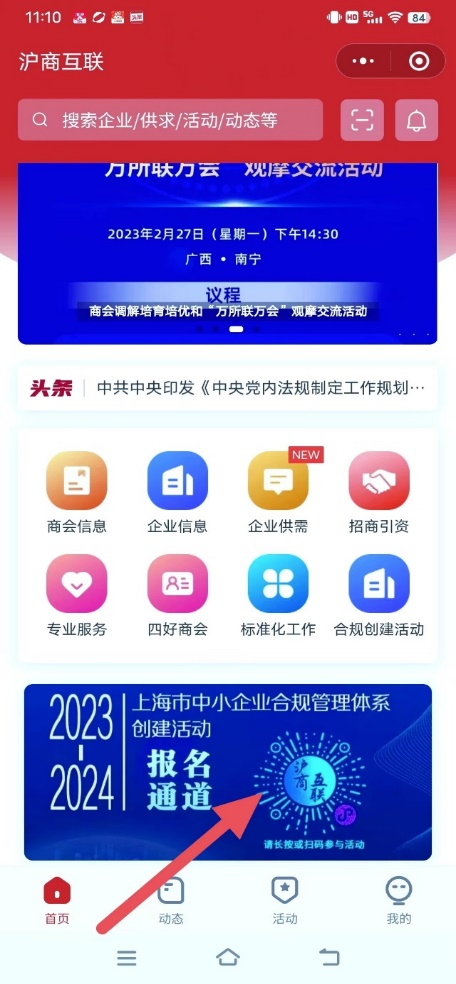 11:10
HD
5G
84
沪商互联
搜索企业/供求/活动/动态等
万所联万会 观摩交流活动
2023年2月27日（星期一）下午14:30
广西 • 南宁
议程
商会调解培育培优和“万所联万会”观摩交流活动
头条 中共中央印发《中央党内法规制定工作规划…
NEW
商会信息 企业信息 企业供需 招商引资
专业服务 四好商会 标准化工作 合规创建活动
2023
2024
上海市中小企业合规管理体系
创建活动
报名
通道
沪商互联
请长按或扫码参与活动
首页 动态 活动 我的